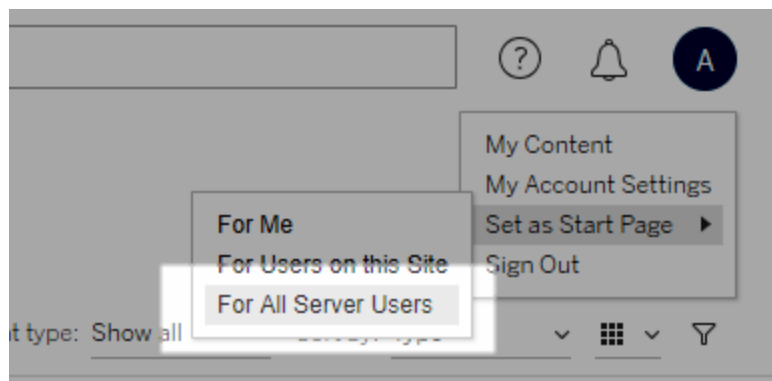 ?
A
My Content
My Account Settings
Set as Start Page
Sign Out
For Me
For Users on this Site
For All Server Users
t type: Show all